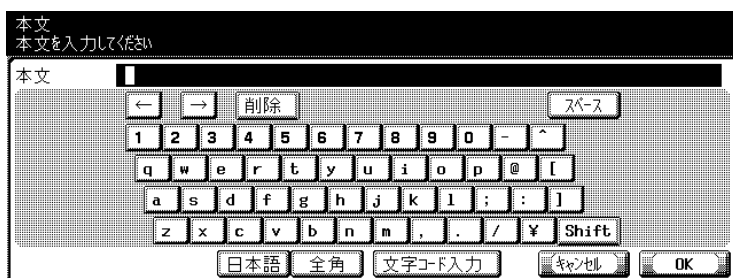 本文
本文を入力してください
本文
← → 削除 スペース
1 2 3 4 5 6 7 8 9 0 - ^
q w e r t y u i o p @ [
a s d f g h j k l ; : ]
z x c v b n m , . / ¥ Shift
日本語 全角 文字コード入力 キャンセル OK